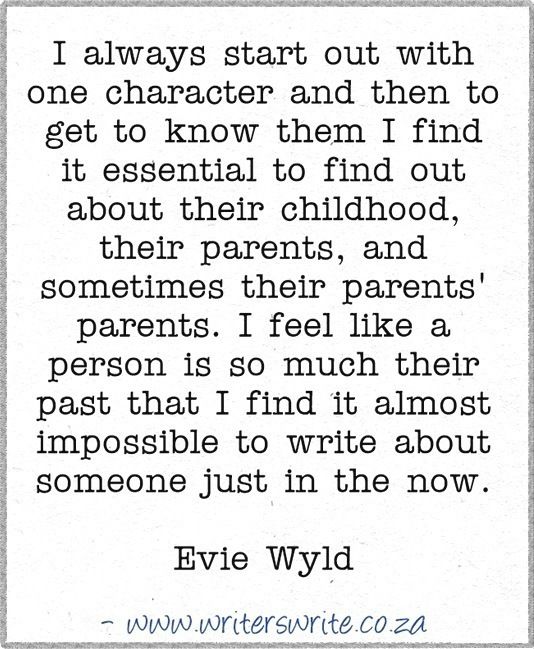 I always start out with
one character and then to
get to know them I find
it essential to find out
about their childhood,
their parents, and
sometimes their parents'
parents. I feel like a
person is so much their
past that I find it almost
impossible to write about
someone just in the now.
Evie Wyld
- www.writerswrite.co.za